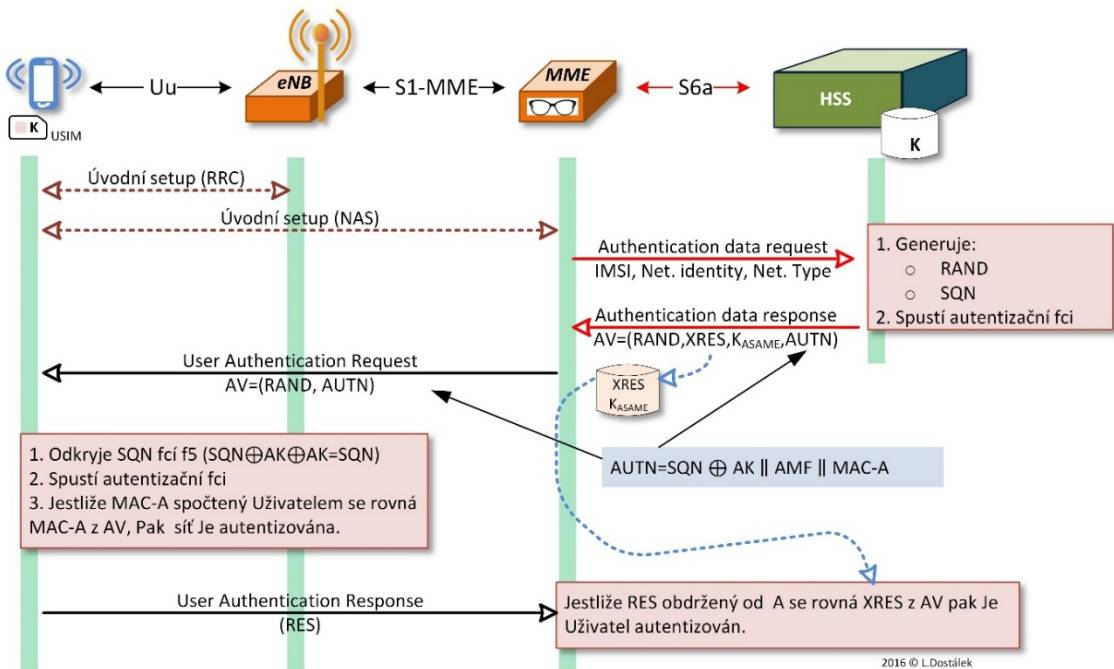 Uu
eNB
S1-MME
MME
S6a
HSS
K
USIM
K
Úvodní setup (RRC)
Úvodní setup (NAS)
Authentication data request
IMSI, Net. identity, Net. Type
1. Generuje:
○ RAND
○ SQN
2. Spustí autentizační fci
Authentication data response
AV=(RAND,XRES,KASAME,AUTN)
User Authentication Request
AV=(RAND, AUTN)
XRES
KASAME
1. Odkryje SQN fcí f5 (SQN⊕AK⊕AK=SQN)
2. Spustí autentizační fci
3. Jestliže MAC-A spočtený Uživatelem se rovná
MAC-A z AV, Pak síť Je autentizována.
AUTN=SQN ⊕ AK ǁ AMF ǁ MAC-A
User Authentication Response
(RES)
Jestliže RES obdržený od A se rovná XRES z AV pak Je
Uživatel autentizován.
2016 © L.Dostálek